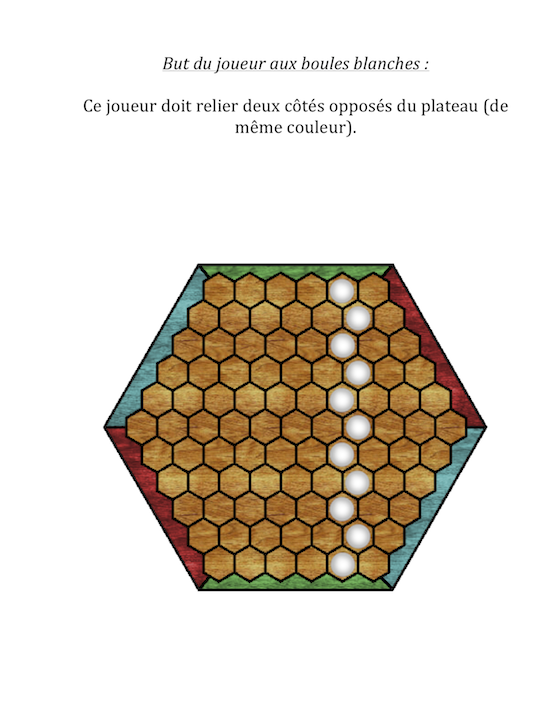 But du joueur aux boules blanches :
Ce joueur doit relier deux côtés opposés du plateau (de
même couleur).